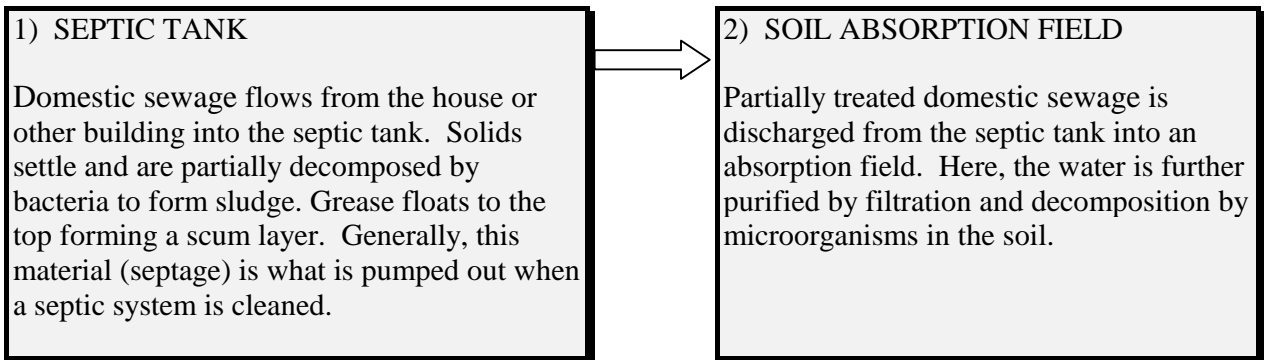 1) SEPTIC TANK
Domestic sewage flows from the house or
other building into the septic tank. Solids
settle and are partially decomposed by
bacteria to form sludge. Grease floats to the
top forming a scum layer. Generally, this
material (septage) is what is pumped out when
a septic system is cleaned.
2) SOIL ABSORPTION FIELD
Partially treated domestic sewage is
discharged from the septic tank into an
absorption field. Here, the water is further
purified by filtration and decomposition by
microorganisms in the soil.